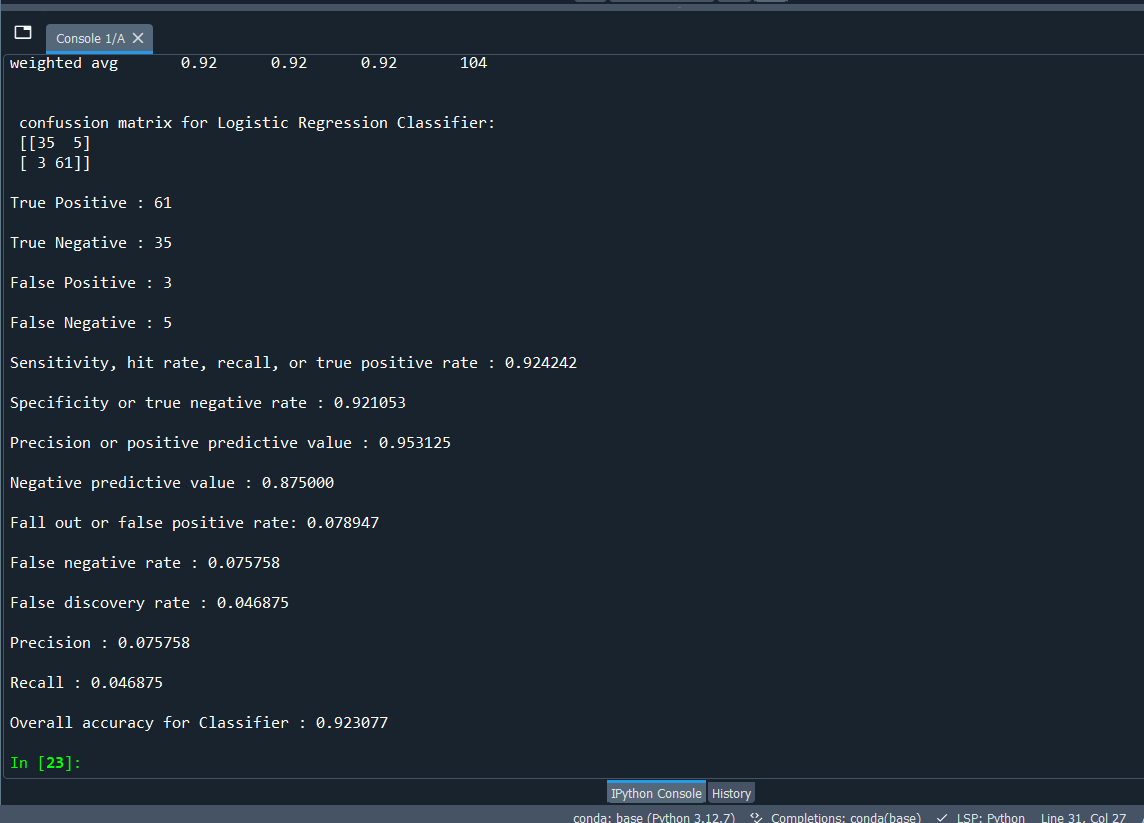 Console 1/A
weighted avg 0.92 0.92 0.92 104
confussion matrix for Logistic Regression Classifier:
[[35 5]
[ 3 61]]
True Positive : 61
True Negative : 35
False Positive : 3
False Negative : 5
Sensitivity, hit rate, recall, or true positive rate : 0.924242
Specificity or true negative rate : 0.921053
Precision or positive predictive value : 0.953125
Negative predictive value : 0.875000
Fall out or false positive rate: 0.078947
False negative rate : 0.075758
False discovery rate : 0.046875
Precision : 0.075758
Recall : 0.046875
Overall accuracy for Classifier : 0.923077
In [23]:
IPython Console History
conda: base (Python 3.12.7) Completions: conda(base) LSP: Python Line 31, Col 27